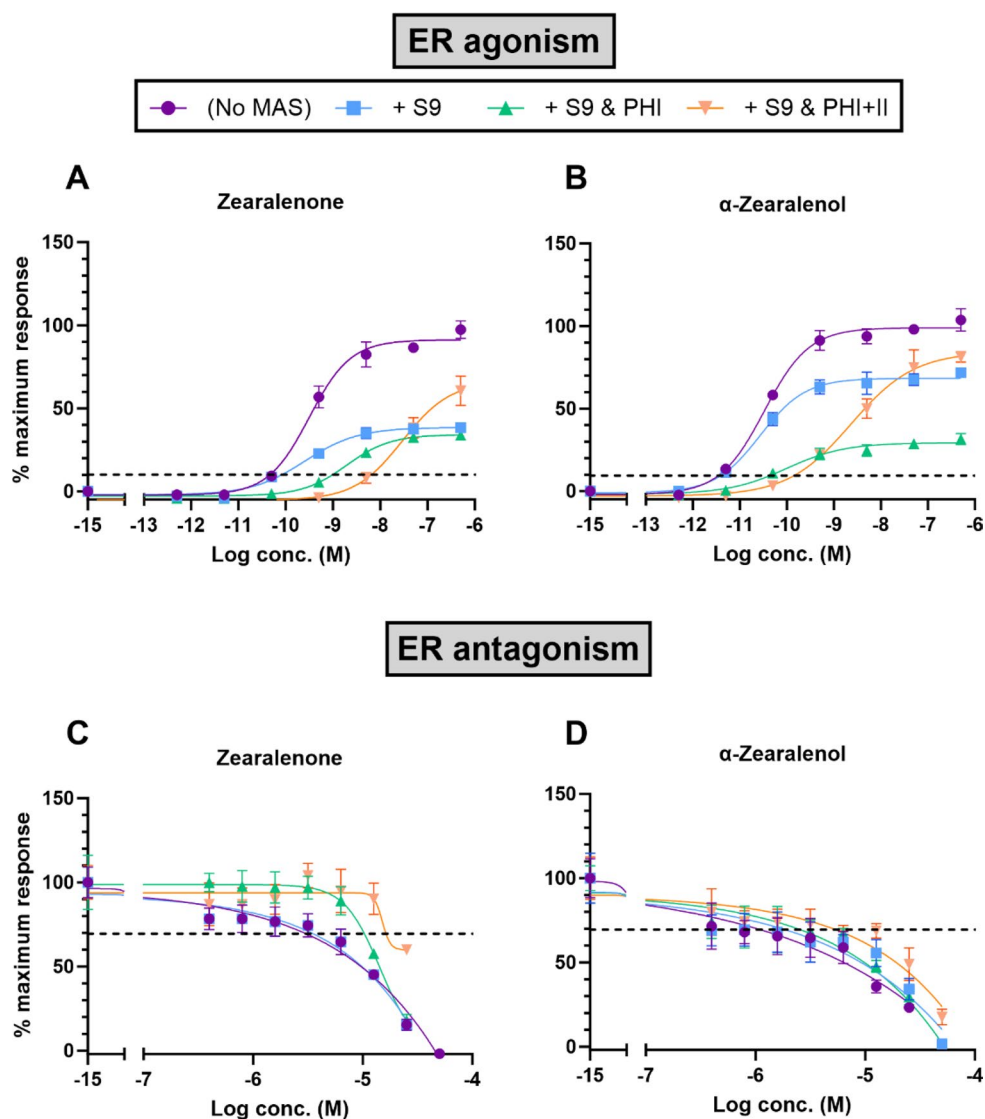 ER agonism
(No MAS) + S9 + S9 & PHI + S9 & PHI+II
A
B
Zearalenone
α-Zearalenol
% maximum response
150
100
50
0
-15 -13 -12 -11 -10 -9 -8 -7 -6
Log conc. (M)
150
100
50
0
-15 -13 -12 -11 -10 -9 -8 -7 -6
Log conc. (M)
ER antagonism
C
D
Zearalenone
α-Zearalenol
% maximum response
150
100
50
0
-15 -7 -6 -5 -4
Log conc. (M)
150
100
50
0
-15 -7 -6 -5 -4
Log conc. (M)